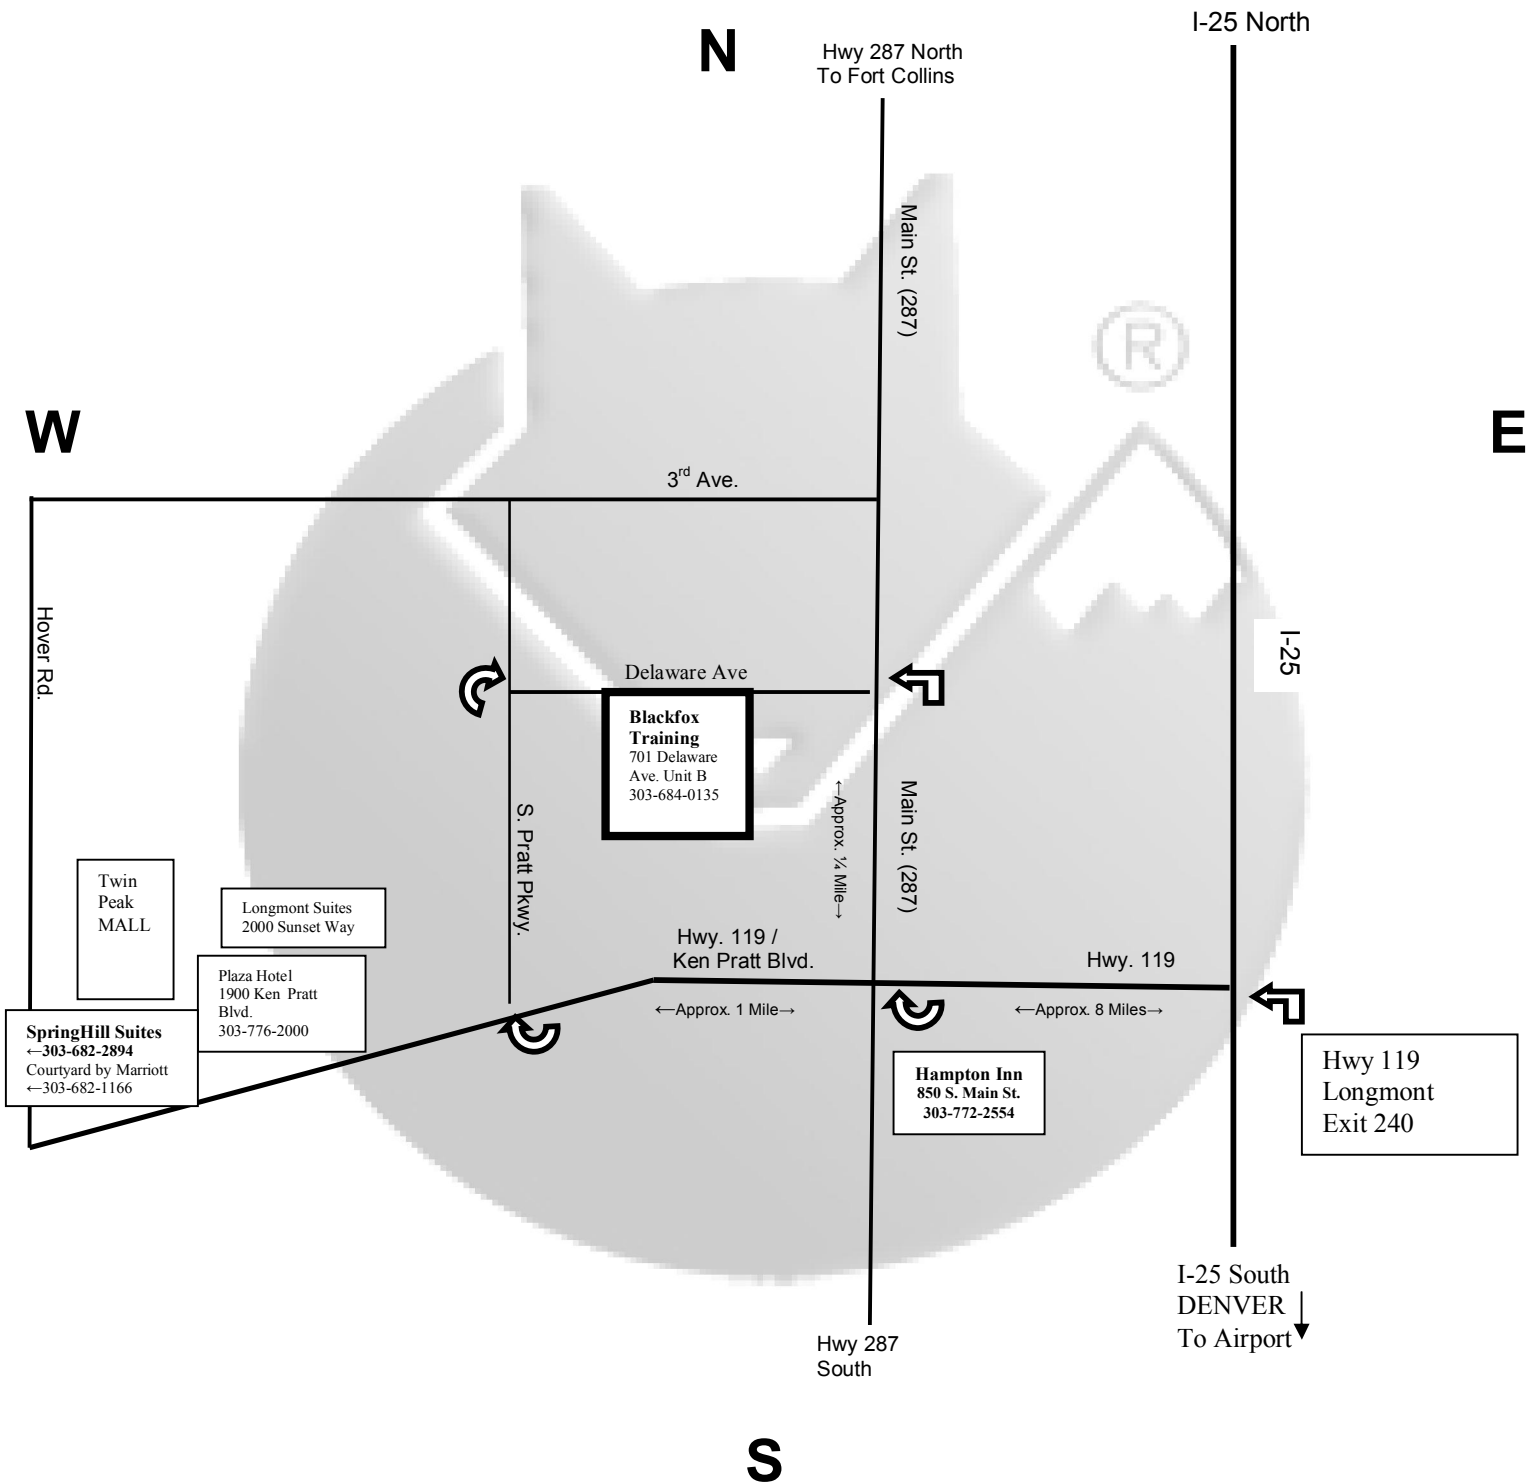 I-25 North
N
Hwy 287 North
To Fort Collins
Main St. (287)
®
W
E
3rd Ave.
Hover Rd.
I-25
Delaware Ave
Blackfox
Training
701 Delaware
Ave. Unit B
303-684-0135
S. Pratt Pkwy.
←Approx. ¼ Mile→
Main St. (287)
Twin
Peak
MALL
Longmont Suites
2000 Sunset Way
Hwy. 119 /
Ken Pratt Blvd.
Hwy. 119
Plaza Hotel
1900 Ken Pratt
Blvd.
303-776-2000
←Approx. 1 Mile→
←Approx. 8 Miles→
SpringHill Suites
←303-682-2894
Courtyard by Marriott
←303-682-1166
Hampton Inn
850 S. Main St.
303-772-2554
Hwy 119
Longmont
Exit 240
I-25 South
DENVER
To Airport
Hwy 287
South
S